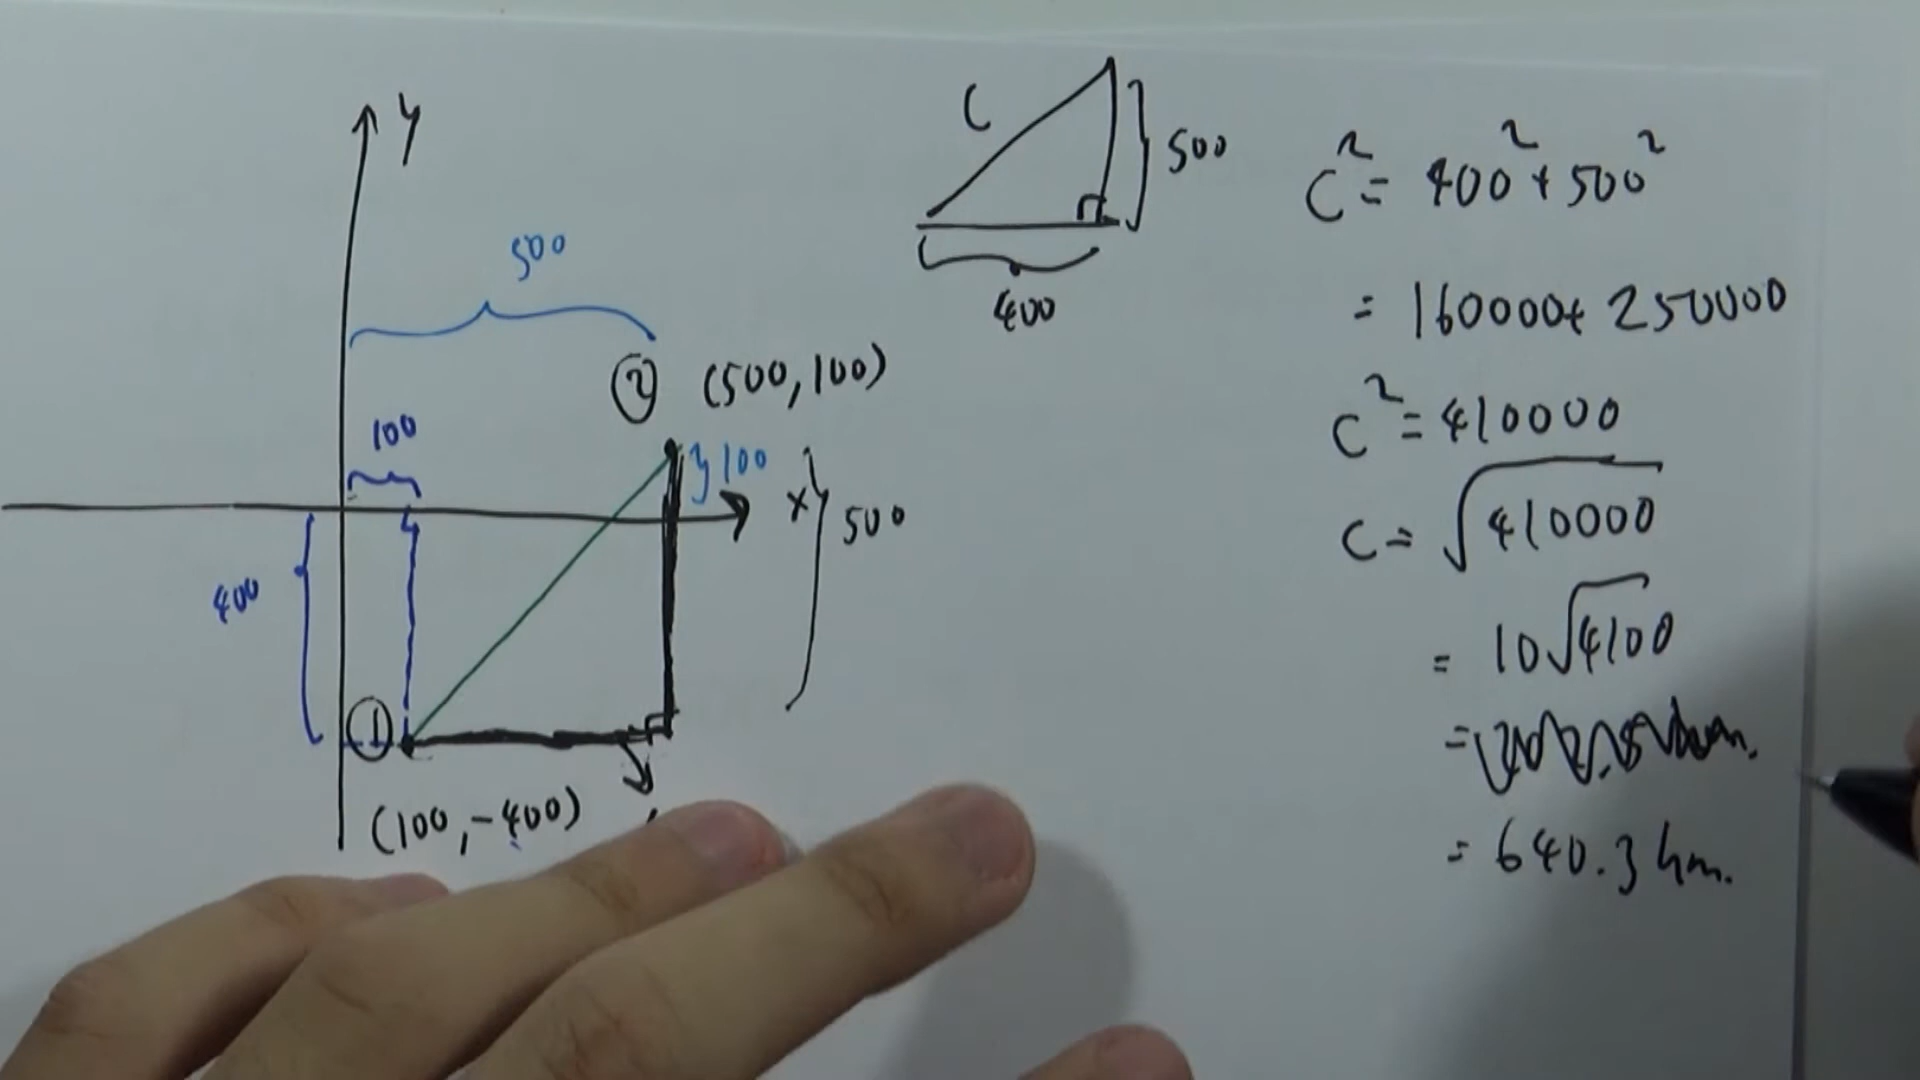 y
500
100
② (500,100)
} 100
x
500
400
①
(100,-400)
C
500
400
C² = 400² + 500²
= 160000 + 250000
C² = 410000
C = √410000
= 10√4100
=
= 640.3 km.